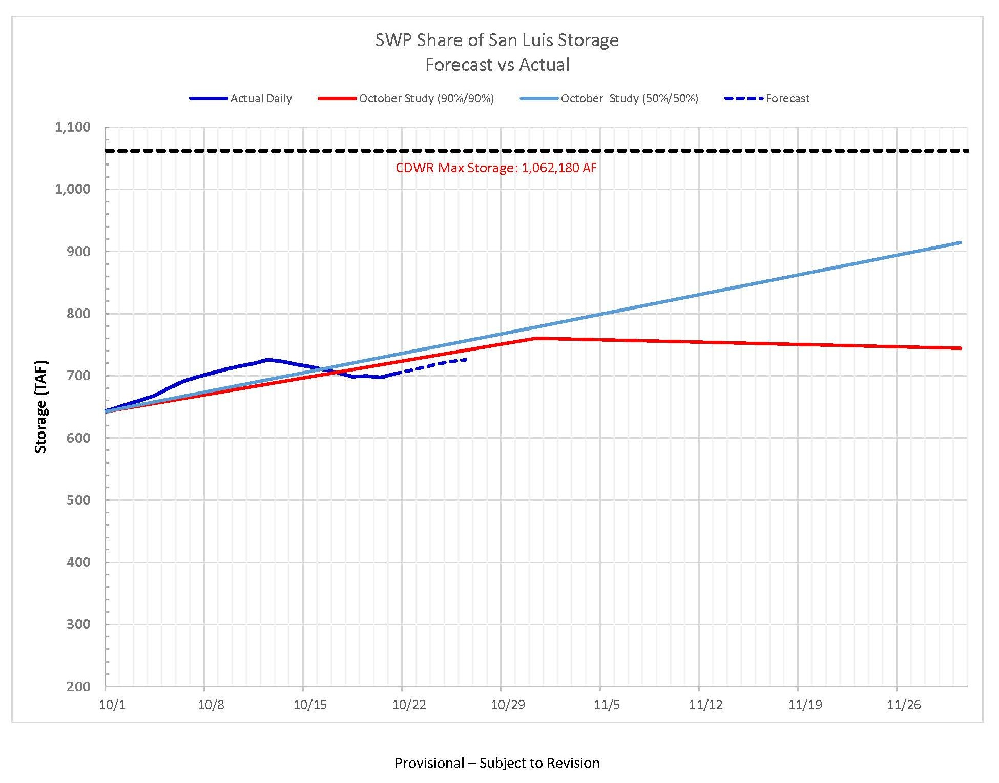 SWP Share of San Luis Storage
Forecast vs Actual
Actual Daily October Study (90%/90%) October  Study (50%/50%) Forecast
1,100
CDWR Max Storage: 1,062,180 AF
1,000
900
800
700
600
500
400
300
200
Storage (TAF)
10/1 10/8 10/15 10/22 10/29 11/5 11/12 11/19 11/26
Provisional – Subject to Revision